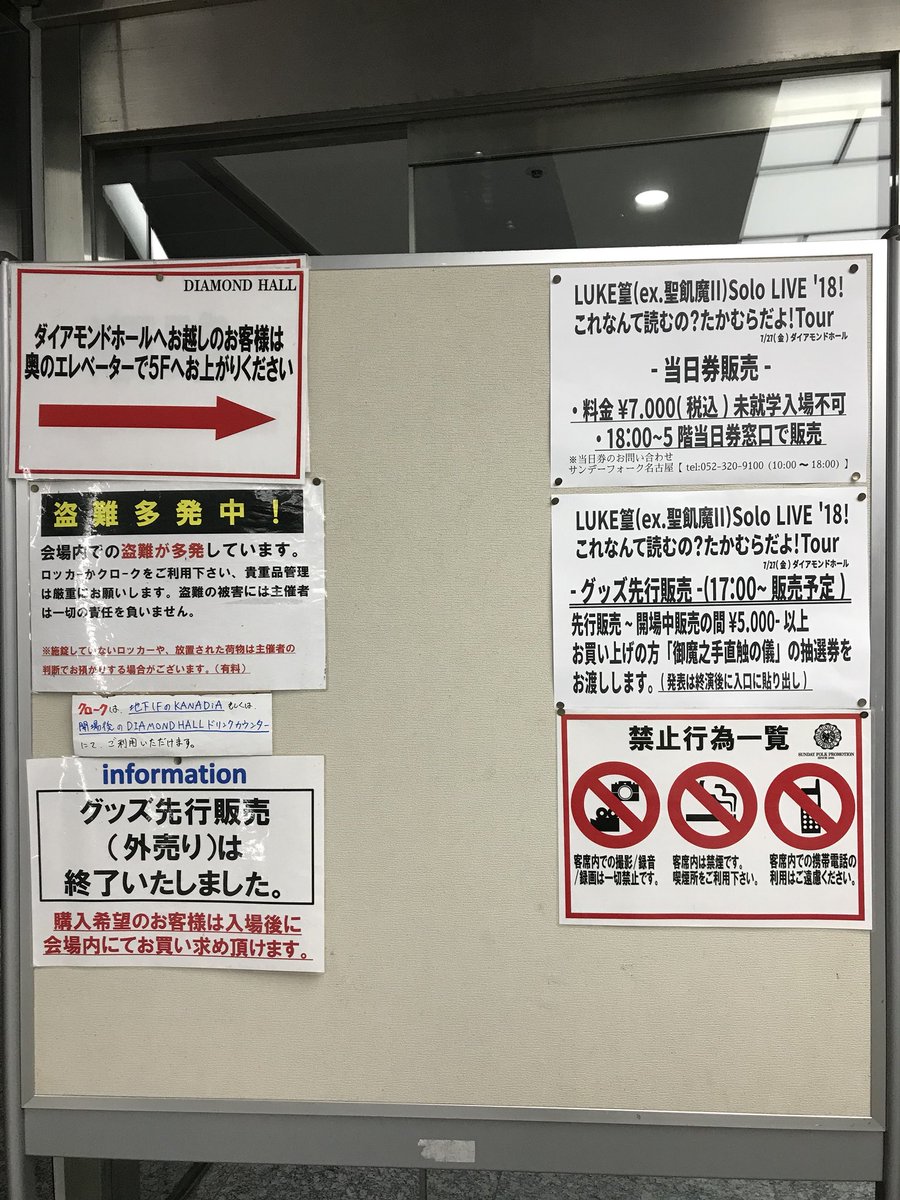 DIAMOND HALL
ダイアモンドホールへお越しのお客様は
奥のエレベーターで5Fへお上がりください
盗難多発中！
会場内での盗難が多発しています。
ロッカーかクロークをご利用下さい、貴重品管理
は厳重にお願いします。盗難の被害には主催者
は一切の責任を負いません。
※施錠していないロッカーや、放置された荷物は主催者の
判断でお預かりする場合がございます。（有料）
クロークは、地下1FのKANADIAもしくは、
開場後のDIAMOND HALLドリンクカウンター
にて、ご利用いただけます。
information
グッズ先行販売
（外売り）は
終了いたしました。
購入希望のお客様は入場後に
会場内にてお買い求め頂けます。
LUKE篁(ex.聖飢魔II)Solo LIVE '18!
これなんて読むの?たかむらだよ!Tour
7/27(金)ダイアモンドホール
- 当日券販売 -
・料金 ¥7.000(税込) 未就学入場不可
・18:00~5階当日券窓口で販売
※当日券のお問い合わせ
サンデーフォーク名古屋【 tel:052-320-9100 (10:00 〜 18:00) 】
LUKE篁(ex.聖飢魔II)Solo LIVE '18!
これなんて読むの?たかむらだよ!Tour
7/27(金)ダイアモンドホール
- グッズ先行販売 -(17:00~ 販売予定)
先行販売 ~ 開場中販売の間 ¥5.000- 以上
お買い上げの方「御魔之手直触の儀」の抽選券を
お渡しします。(発表は終演後に入口に貼り出し)
禁止行為一覧
SUNDAY FOLK PROMOTION
客席内での撮影/録音
/録画は一切禁止です。
客席内は禁煙です。
喫煙所をご利用下さい。
客席内での携帯電話の
利用はご遠慮ください。